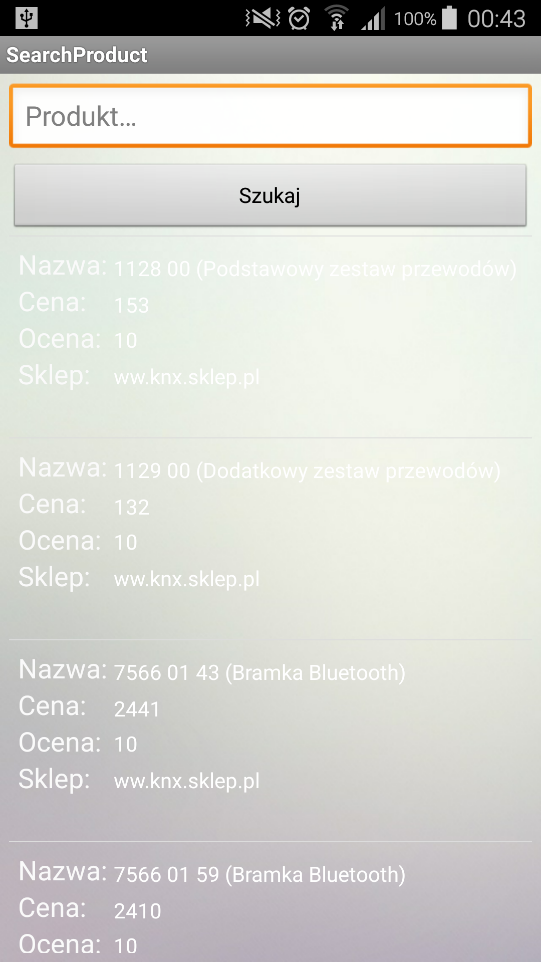 100% 00:43
SearchProduct
Produkt...
Szukaj
Nazwa: 1128 00 (Podstawowy zestaw przewodów)
Cena: 153
Ocena: 10
Sklep: ww.knx.sklep.pl
Nazwa: 1129 00 (Dodatkowy zestaw przewodów)
Cena: 132
Ocena: 10
Sklep: ww.knx.sklep.pl
Nazwa: 7566 01 43 (Bramka Bluetooth)
Cena: 2441
Ocena: 10
Sklep: ww.knx.sklep.pl
Nazwa: 7566 01 59 (Bramka Bluetooth)
Cena: 2410
Ocena: 10